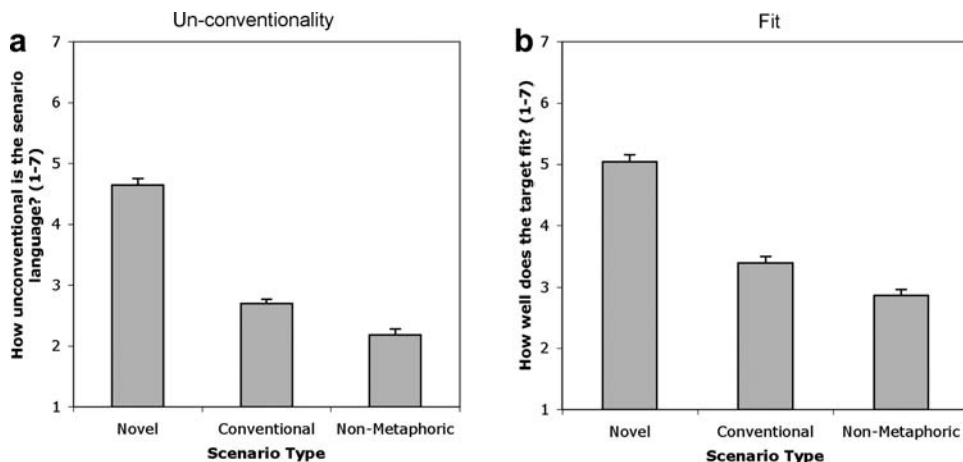 Un-conventionality
a
How unconventional is the senario
language? (1-7)
7
6
5
4
3
2
1
Novel Conventional Non-Metaphoric
Scenario Type
Fit
b
How well does the target fit? (1-7)
7
6
5
4
3
2
1
Novel Conventional Non-Metaphoric
Scenario Type